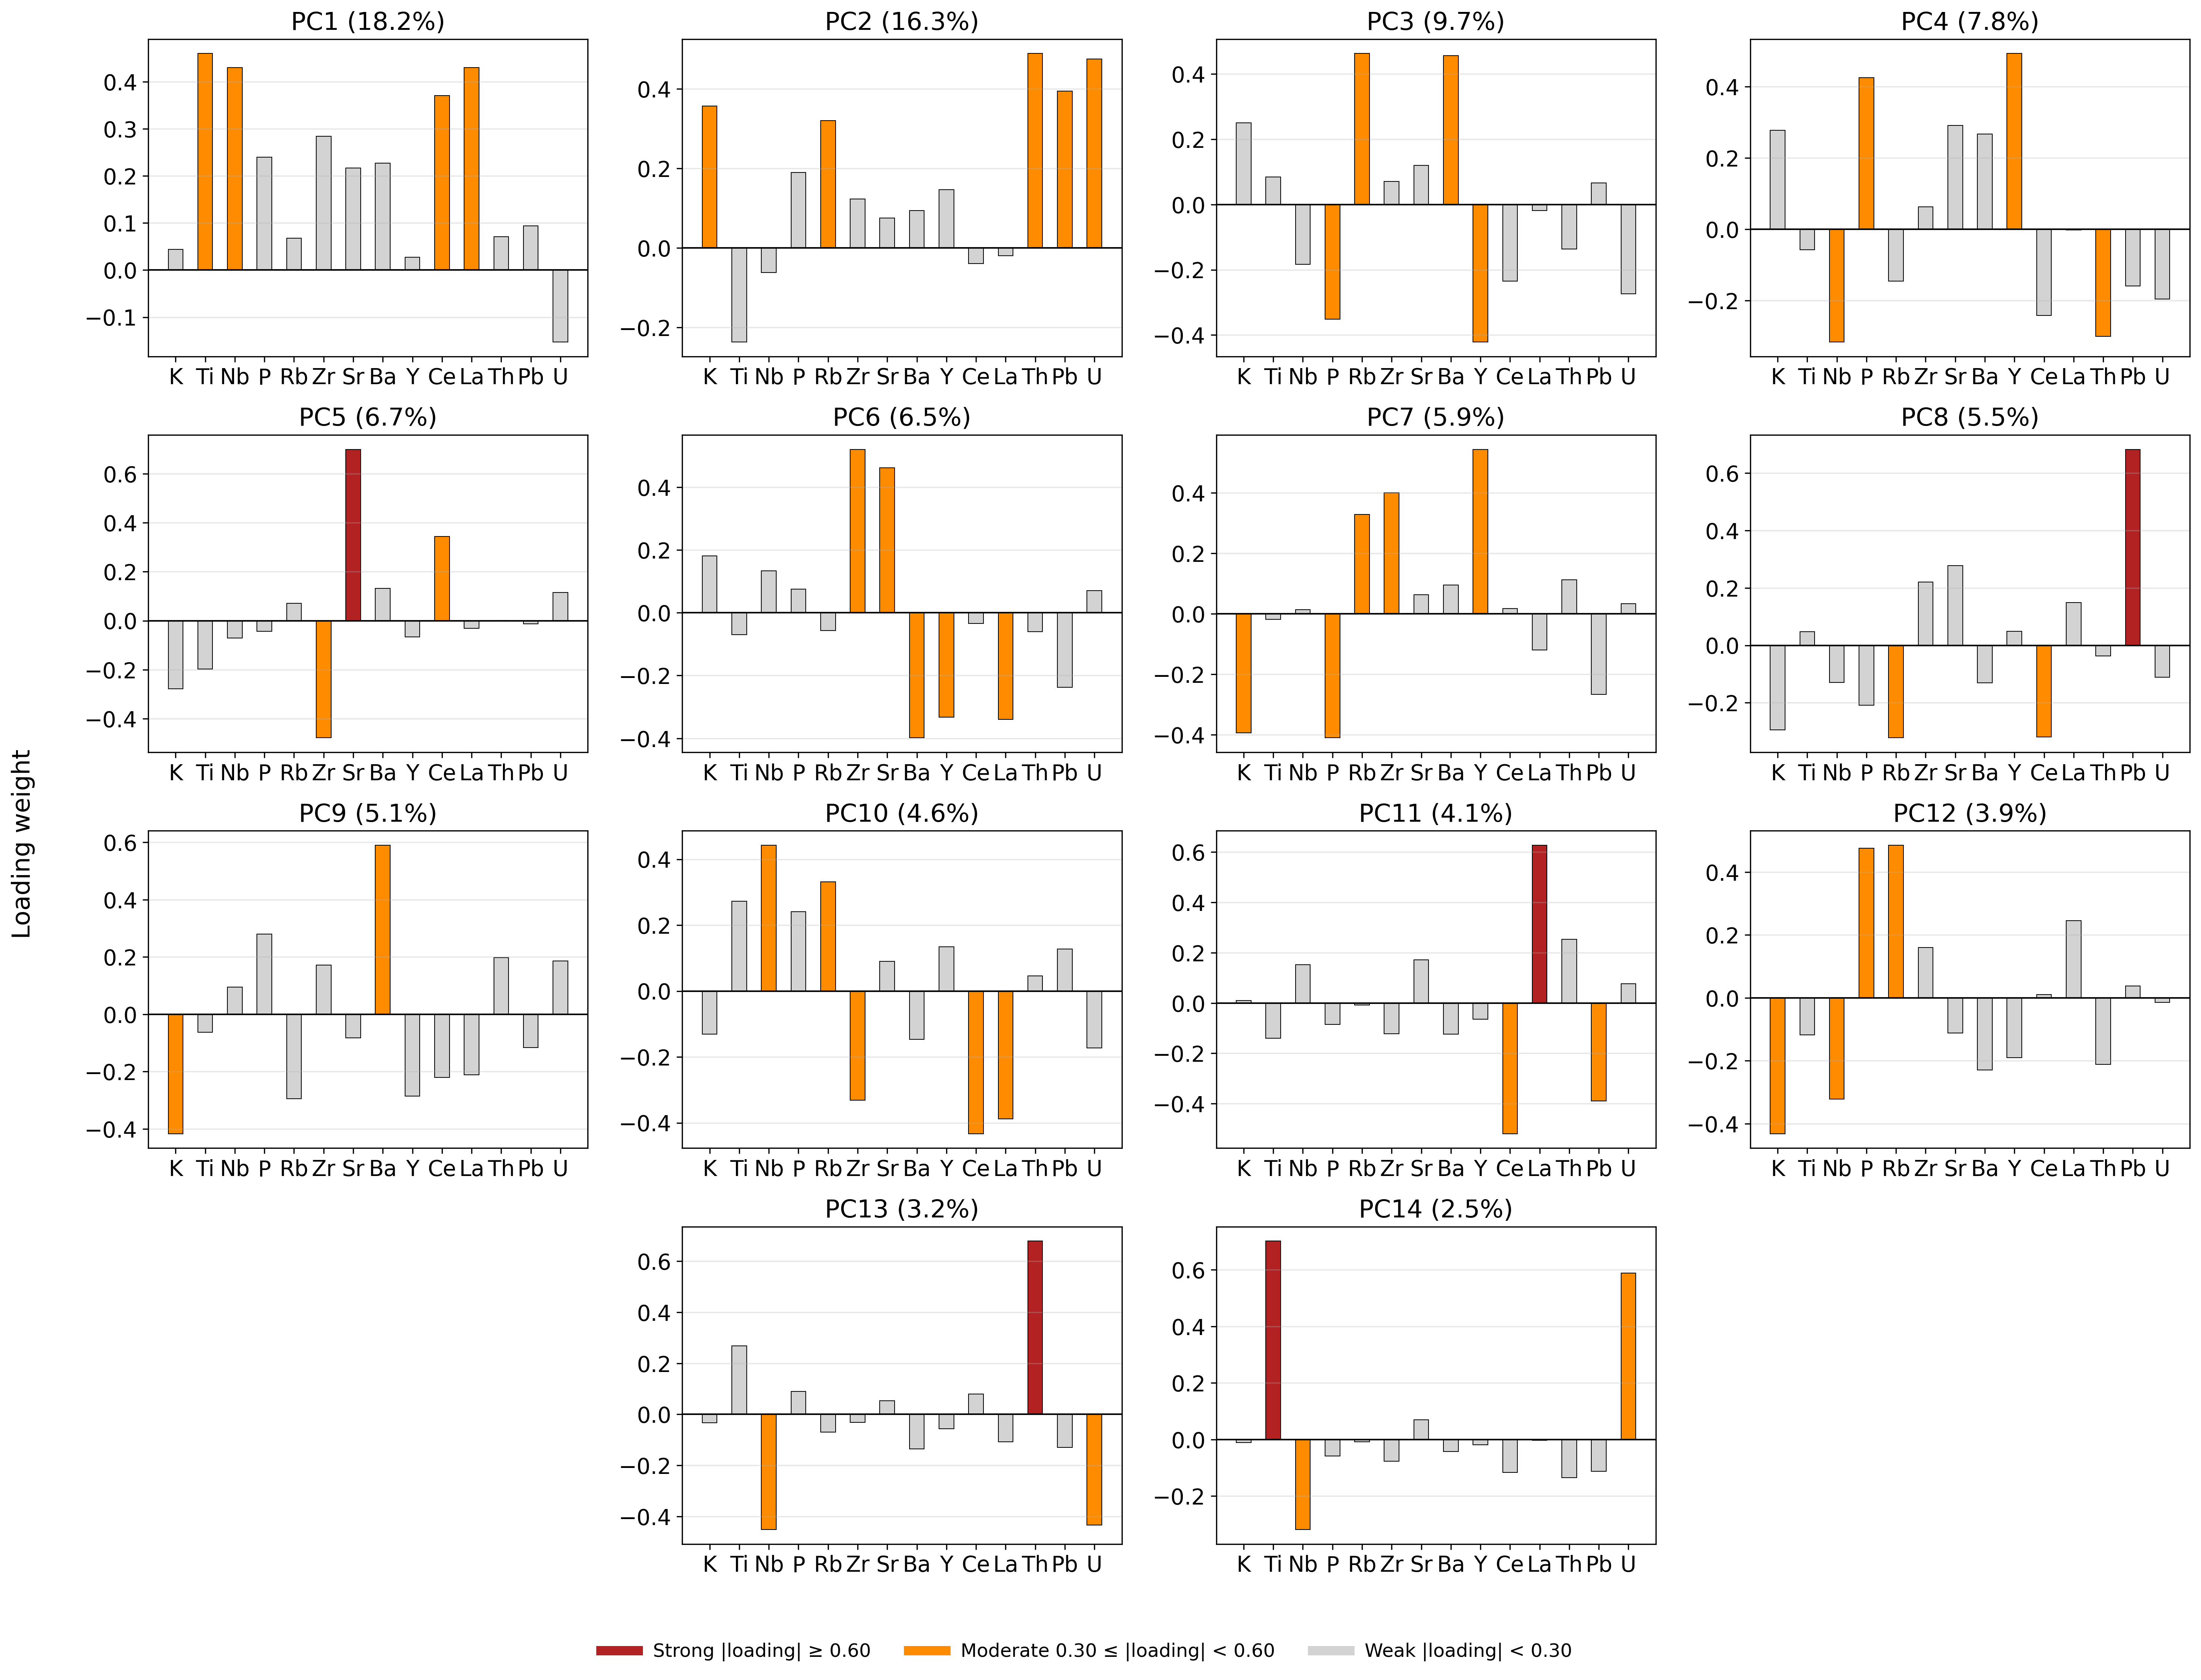 PC1 (18.2%)
0.4
0.3
0.2
0.1
0.0
−0.1
K Ti Nb P Rb Zr Sr Ba Y Ce La Th Pb U
PC2 (16.3%)
0.4
0.2
0.0
−0.2
K Ti Nb P Rb Zr Sr Ba Y Ce La Th Pb U
PC3 (9.7%)
0.4
0.2
0.0
−0.2
−0.4
K Ti Nb P Rb Zr Sr Ba Y Ce La Th Pb U
PC4 (7.8%)
0.4
0.2
0.0
−0.2
K Ti Nb P Rb Zr Sr Ba Y Ce La Th Pb U
PC5 (6.7%)
0.6
0.4
0.2
0.0
−0.2
−0.4
K Ti Nb P Rb Zr Sr Ba Y Ce La Th Pb U
PC6 (6.5%)
0.4
0.2
0.0
−0.2
−0.4
K Ti Nb P Rb Zr Sr Ba Y Ce La Th Pb U
PC7 (5.9%)
0.4
0.2
0.0
−0.2
−0.4
K Ti Nb P Rb Zr Sr Ba Y Ce La Th Pb U
PC8 (5.5%)
0.6
0.4
0.2
0.0
−0.2
K Ti Nb P Rb Zr Sr Ba Y Ce La Th Pb U
Loading weight
PC9 (5.1%)
0.6
0.4
0.2
0.0
−0.2
−0.4
K Ti Nb P Rb Zr Sr Ba Y Ce La Th Pb U
PC10 (4.6%)
0.4
0.2
0.0
−0.2
−0.4
K Ti Nb P Rb Zr Sr Ba Y Ce La Th Pb U
PC11 (4.1%)
0.6
0.4
0.2
0.0
−0.2
−0.4
K Ti Nb P Rb Zr Sr Ba Y Ce La Th Pb U
PC12 (3.9%)
0.4
0.2
0.0
−0.2
−0.4
K Ti Nb P Rb Zr Sr Ba Y Ce La Th Pb U
PC13 (3.2%)
0.6
0.4
0.2
0.0
−0.2
−0.4
K Ti Nb P Rb Zr Sr Ba Y Ce La Th Pb U
PC14 (2.5%)
0.6
0.4
0.2
0.0
−0.2
K Ti Nb P Rb Zr Sr Ba Y Ce La Th Pb U
Strong |loading| ≥ 0.60
Moderate 0.30 ≤ |loading| < 0.60
Weak |loading| < 0.30